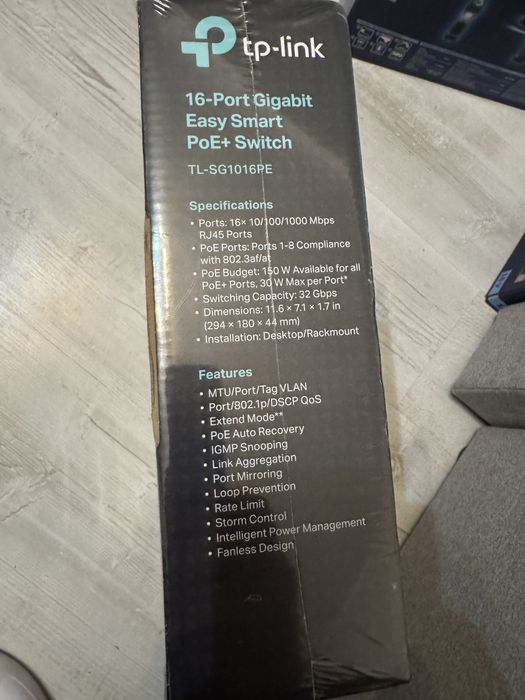 tp-link
16-Port Gigabit
Easy Smart
PoE+ Switch
TL-SG1016PE
Specifications
• Ports: 16× 10/100/1000 Mbps
RJ45 Ports
• PoE Ports: Ports 1-8 Compliance
with 802.3af/at
• PoE Budget: 150 W Available for all
PoE+ Ports, 30 W Max per Port*
• Switching Capacity: 32 Gbps
• Dimensions: 11.6 × 7.1 × 1.7 in
(294 × 180 × 44 mm)
• Installation: Desktop/Rackmount
Features
• MTU/Port/Tag VLAN
• Port/802.1p/DSCP QoS
• Extend Mode**
• PoE Auto Recovery
• IGMP Snooping
• Link Aggregation
• Port Mirroring
• Loop Prevention
• Rate Limit
• Storm Control
• Intelligent Power Management
• Fanless Design